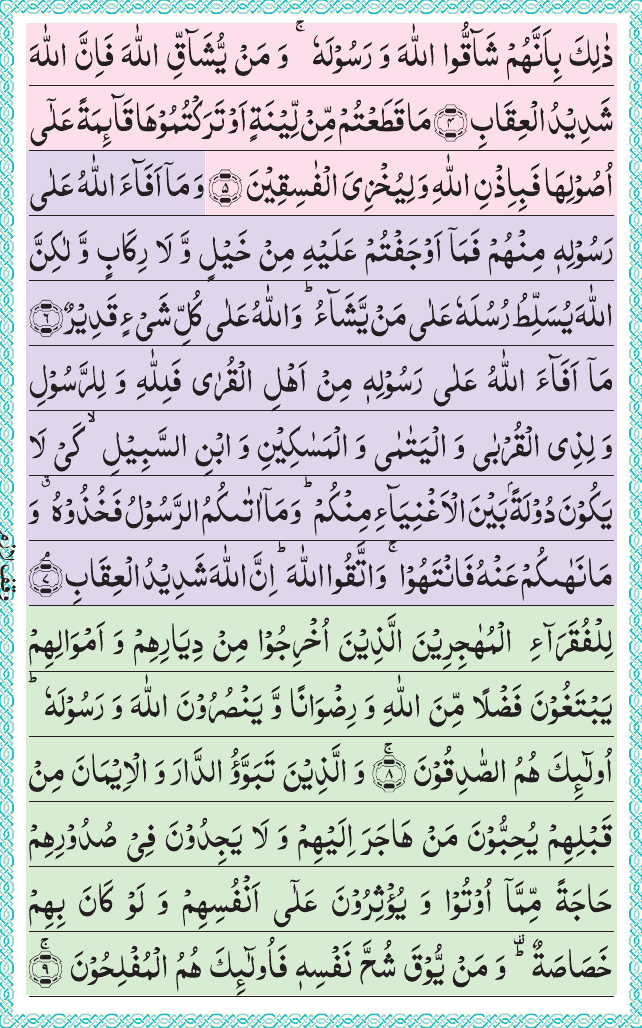 ذٰلِكَ بِاَنَّهُمْ شَآقُّوا اللّٰهَ وَ رَسُوْلَهٗ ۚ وَ مَنْ یُّشَآقِّ اللّٰهَ فَاِنَّ اللّٰهَ
شَدِیْدُ الْعِقَابِ ۝۴ مَا قَطَعْتُمْ مِّنْ لِّیْنَةٍ اَوْ تَرَكْتُمُوْهَا قَآىِٕمَةً عَلٰۤی
اُصُوْلِهَا فَبِاِذْنِ اللّٰهِ وَ لِیُخْزِیَ الْفٰسِقِیْنَ ۝۵ وَ مَاۤ اَفَآءَ اللّٰهُ عَلٰی
رَسُوْلِهٖ مِنْهُمْ فَمَاۤ اَوْجَفْتُمْ عَلَیْهِ مِنْ خَیْلٍ وَّ لَا رِكَابٍ وَّ لٰكِنَّ
اللّٰهَ یُسَلِّطُ رُسُلَهٗ عَلٰی مَنْ یَّشَآءُ ؕ وَ اللّٰهُ عَلٰی كُلِّ شَیْءٍ قَدِیْرٌ ۝۶
مَاۤ اَفَآءَ اللّٰهُ عَلٰی رَسُوْلِهٖ مِنْ اَهْلِ الْقُرٰی فَلِلّٰهِ وَ لِلرَّسُوْلِ
وَ لِذِی الْقُرْبٰی وَ الْیَتٰمٰی وَ الْمَسٰكِیْنِ وَ ابْنِ السَّبِیْلِ ۙ كَیْ لَا
یَكُوْنَ دُوْلَةًۢ بَیْنَ الْاَغْنِیَآءِ مِنْكُمْ ؕ وَ مَاۤ اٰتٰىكُمُ الرَّسُوْلُ فَخُذُوْهُ ۗ وَ
مَا نَهٰىكُمْ عَنْهُ فَانْتَهُوْا ۚ وَ اتَّقُوا اللّٰهَ ؕ اِنَّ اللّٰهَ شَدِیْدُ الْعِقَابِ ۝۷
لِلْفُقَرَآءِ الْمُهٰجِرِیْنَ الَّذِیْنَ اُخْرِجُوْا مِنْ دِیَارِهِمْ وَ اَمْوَالِهِمْ
یَبْتَغُوْنَ فَضْلًا مِّنَ اللّٰهِ وَ رِضْوَانًا وَّ یَنْصُرُوْنَ اللّٰهَ وَ رَسُوْلَهٗ ؕ
اُولٰٓىِٕكَ هُمُ الصّٰدِقُوْنَ ۝۸ۚ وَ الَّذِیْنَ تَبَوَّؤُ الدَّارَ وَ الْاِیْمَانَ مِنْ
قَبْلِهِمْ یُحِبُّوْنَ مَنْ هَاجَرَ اِلَیْهِمْ وَ لَا یَجِدُوْنَ فِیْ صُدُوْرِهِمْ
حَاجَةً مِّمَّاۤ اُوْتُوْا وَ یُؤْثِرُوْنَ عَلٰۤی اَنْفُسِهِمْ وَ لَوْ كَانَ بِهِمْ
خَصَاصَةٌ ؕ۫ وَ مَنْ یُّوْقَ شُحَّ نَفْسِهٖ فَاُولٰٓىِٕكَ هُمُ الْمُفْلِحُوْنَ ۝۹ۚ